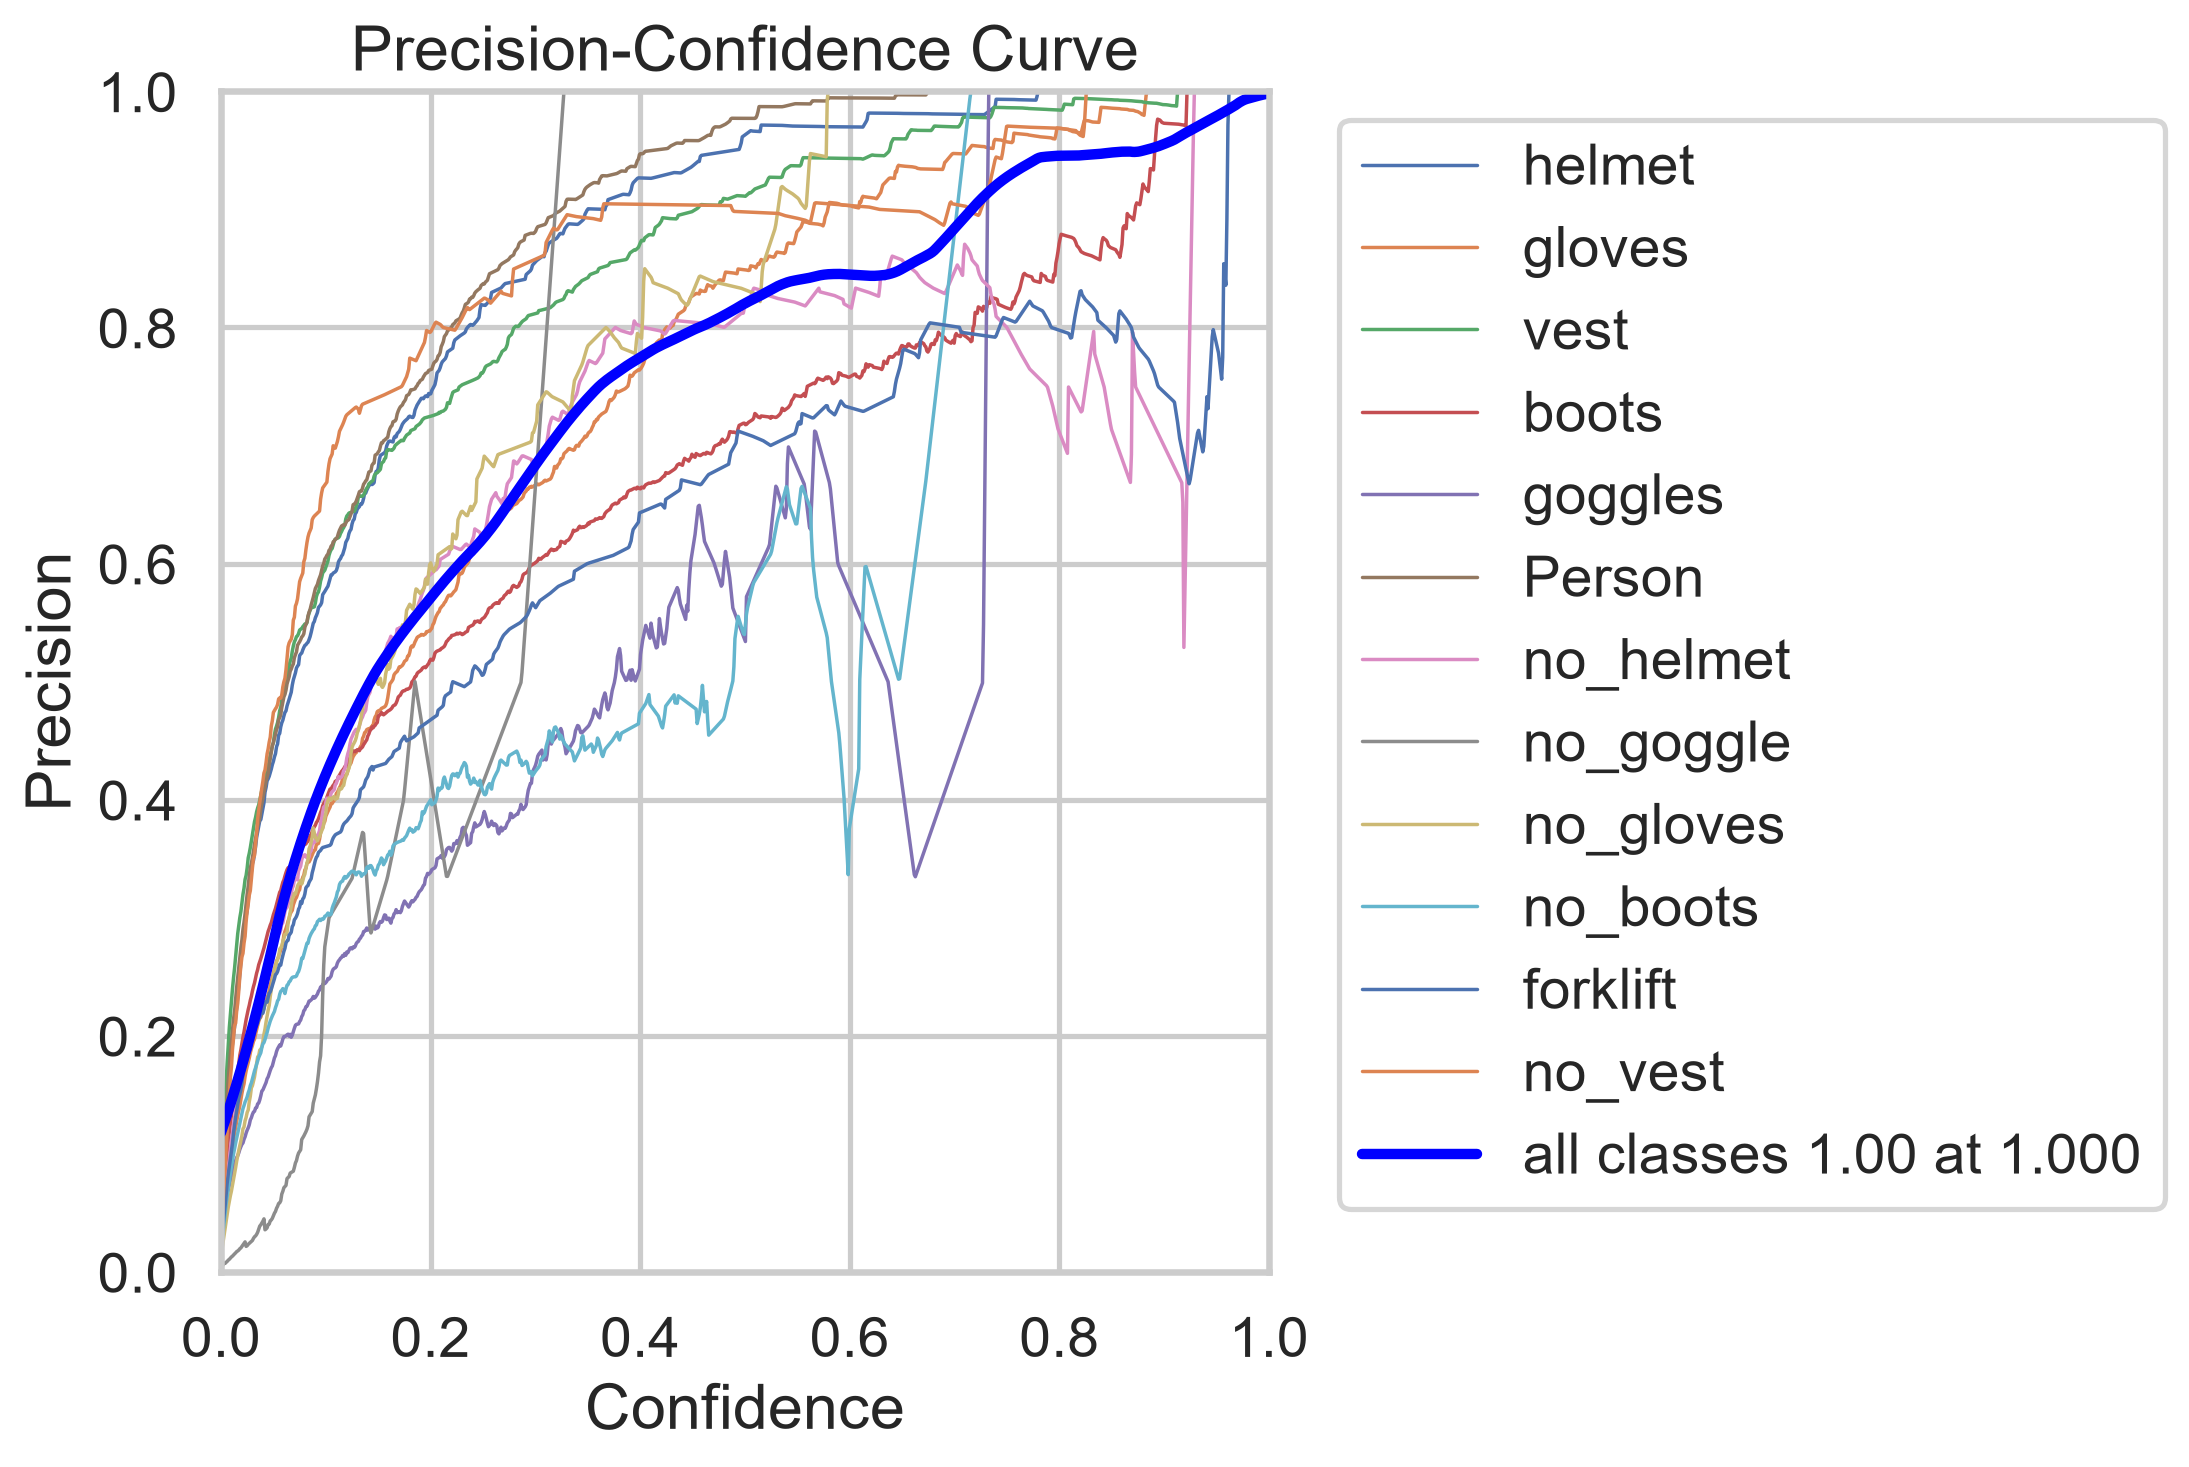 Precision-Confidence Curve
1.0
0.8
0.6
0.4
0.2
0.0
Precision
0.0 0.2 0.4 0.6 0.8 1.0
Confidence
helmet
gloves
vest
boots
goggles
Person
no_helmet
no_goggle
no_gloves
no_boots
forklift
no_vest
all classes 1.00 at 1.000